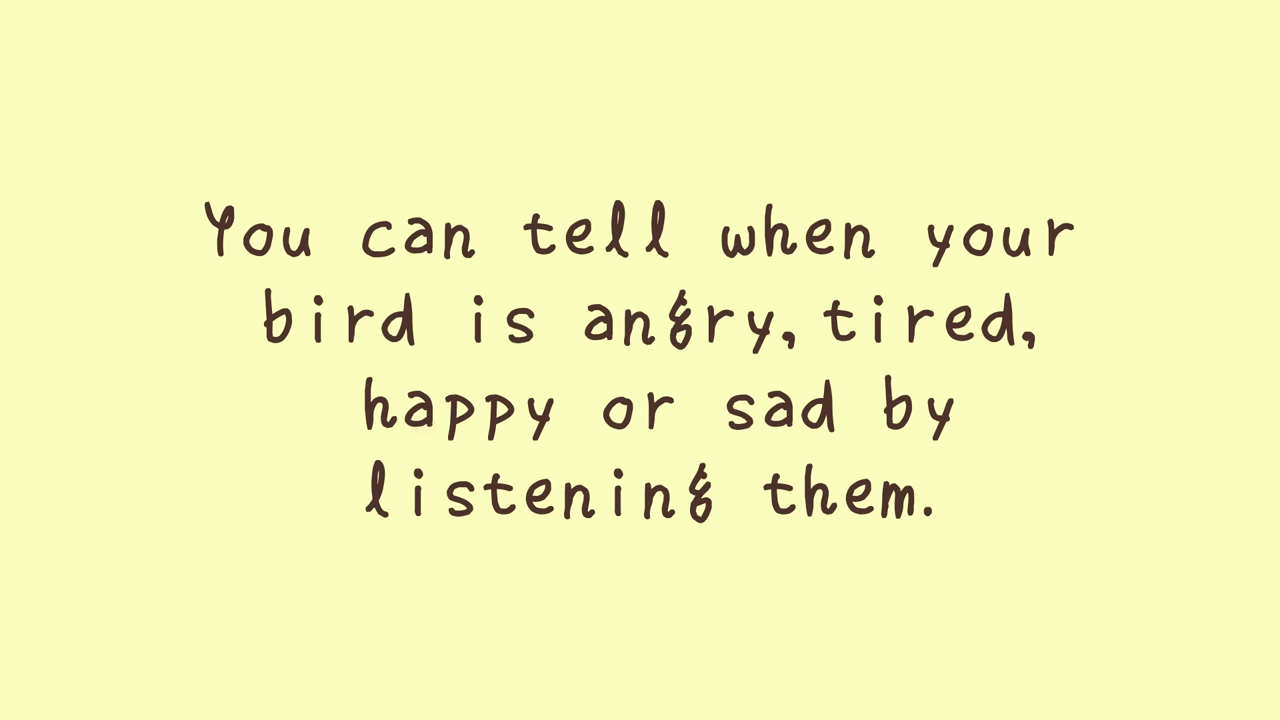 You can tell when your
bird is angry, tired,
happy or sad by
listening them.